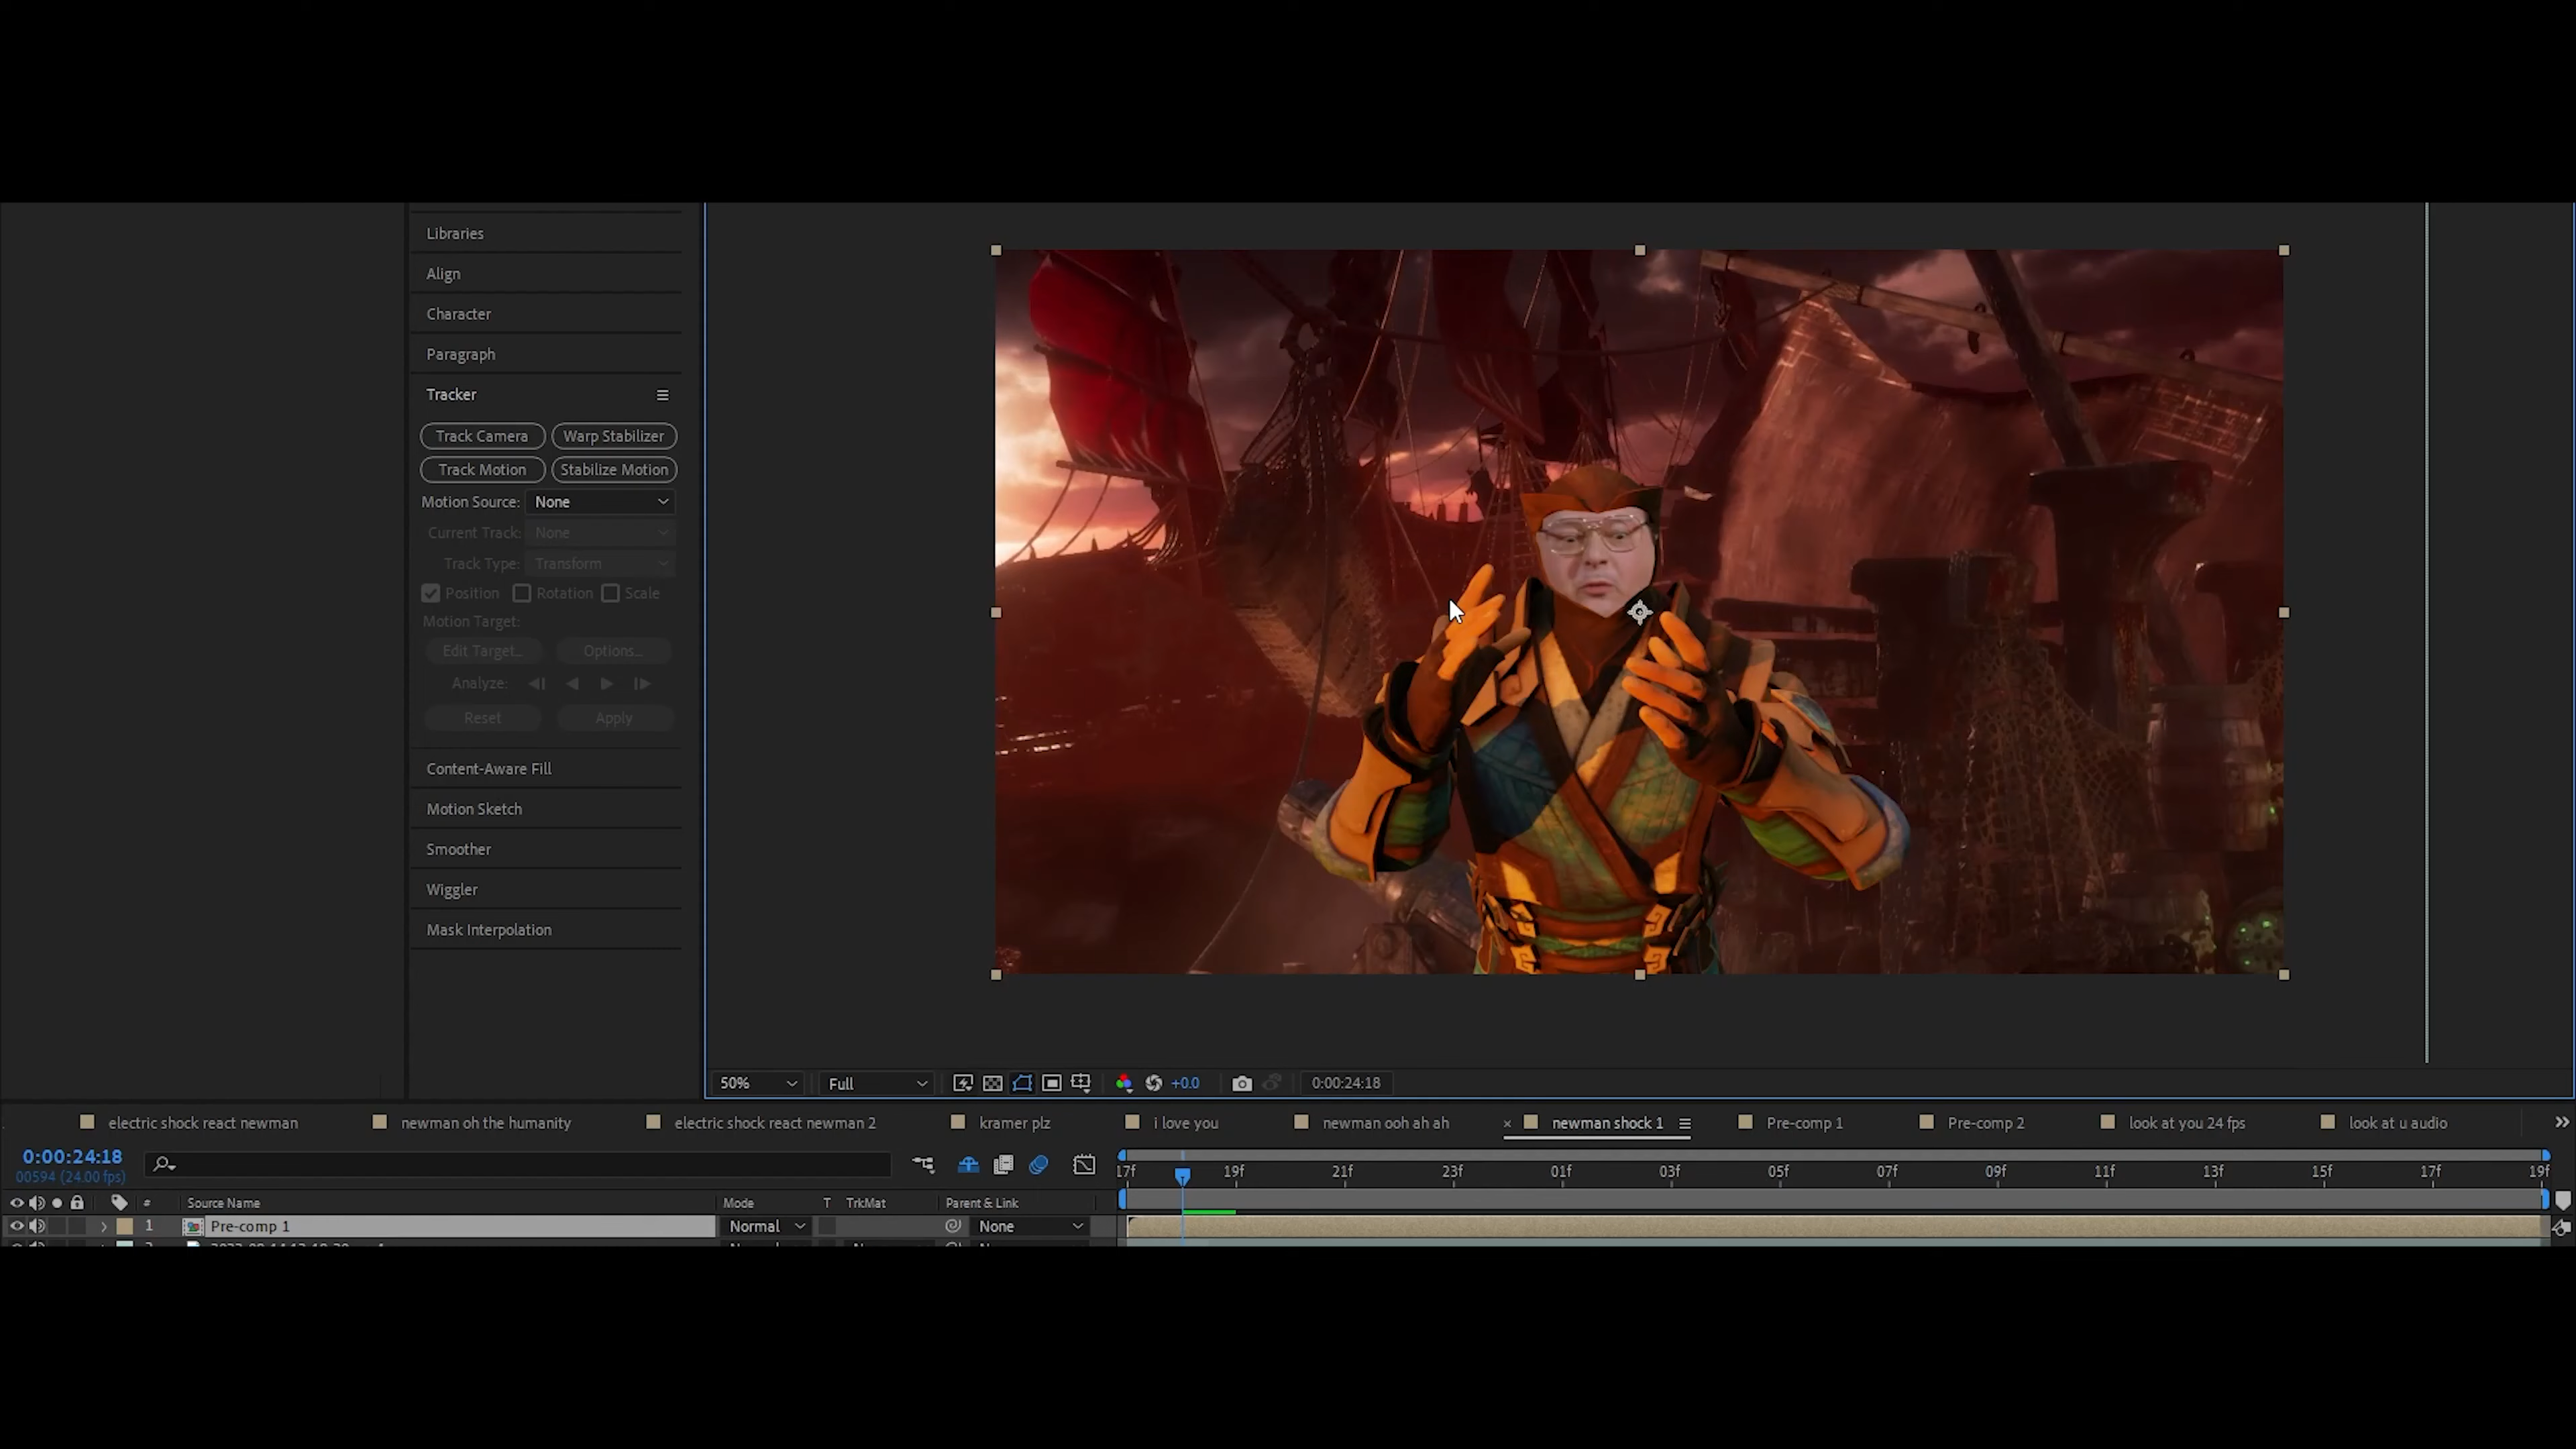 Libraries
Align
Character
Paragraph
Tracker
Track Camera Warp Stabilizer
Track Motion Stabilize Motion
Motion Source: None
Current Track: None
Track Type: Transform
Position Rotation Scale
Motion Target:
Edit Target... Options...
Analyze:
Reset Apply
Content-Aware Fill
Motion Sketch
Smoother
Wiggler
Mask Interpolation
50% Full +0.0 0:00:24:18
electric shock react newman newman oh the humanity electric shock react newman 2 kramer plz i love you newman ooh ah ah × newman shock 1 Pre-comp 1 Pre-comp 2 look at you 24 fps look at u audio
0:00:24:18
00594 (24.00 fps)
17f 19f 21f 23f 01f 03f 05f 07f 09f 11f 13f 15f 17f 19f
# Source Name Mode T TrkMat Parent & Link
1 Pre-comp 1 Normal None